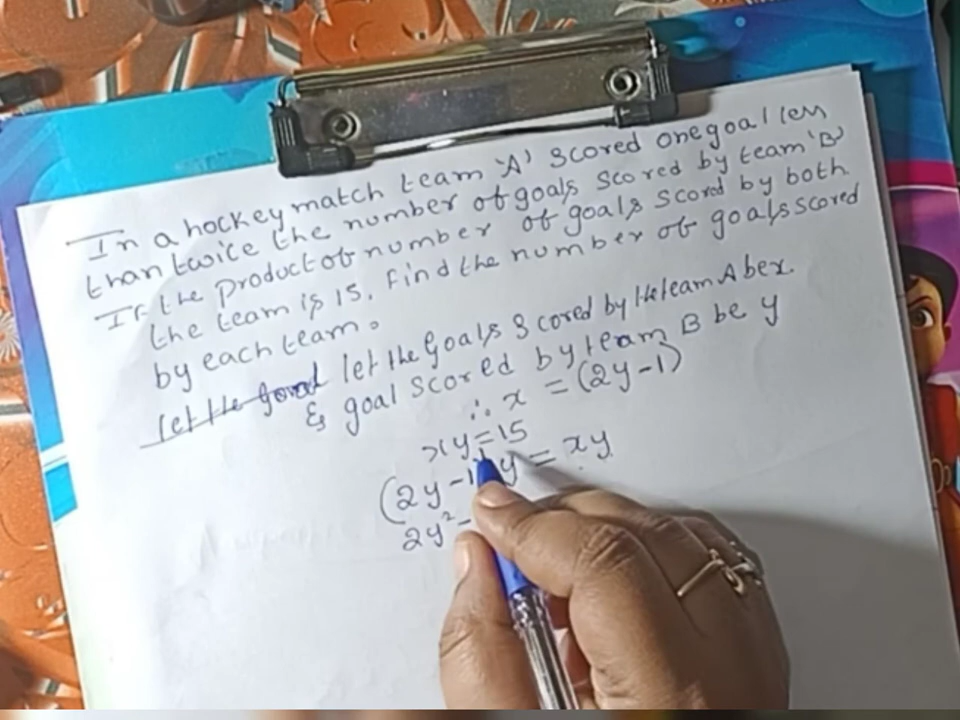 In a hockey match team 'A' scored one goal less
than twice the number of goals scored by team 'B'
If the product of number of goals scored by both
the team is 15. Find the number of goals scored
by each team.
let the let the goals scored by the team A be x.
& goal scored by team B be y
∴ x = (2y-1)
xy = 15
(2y-1) y = xy
2y²-